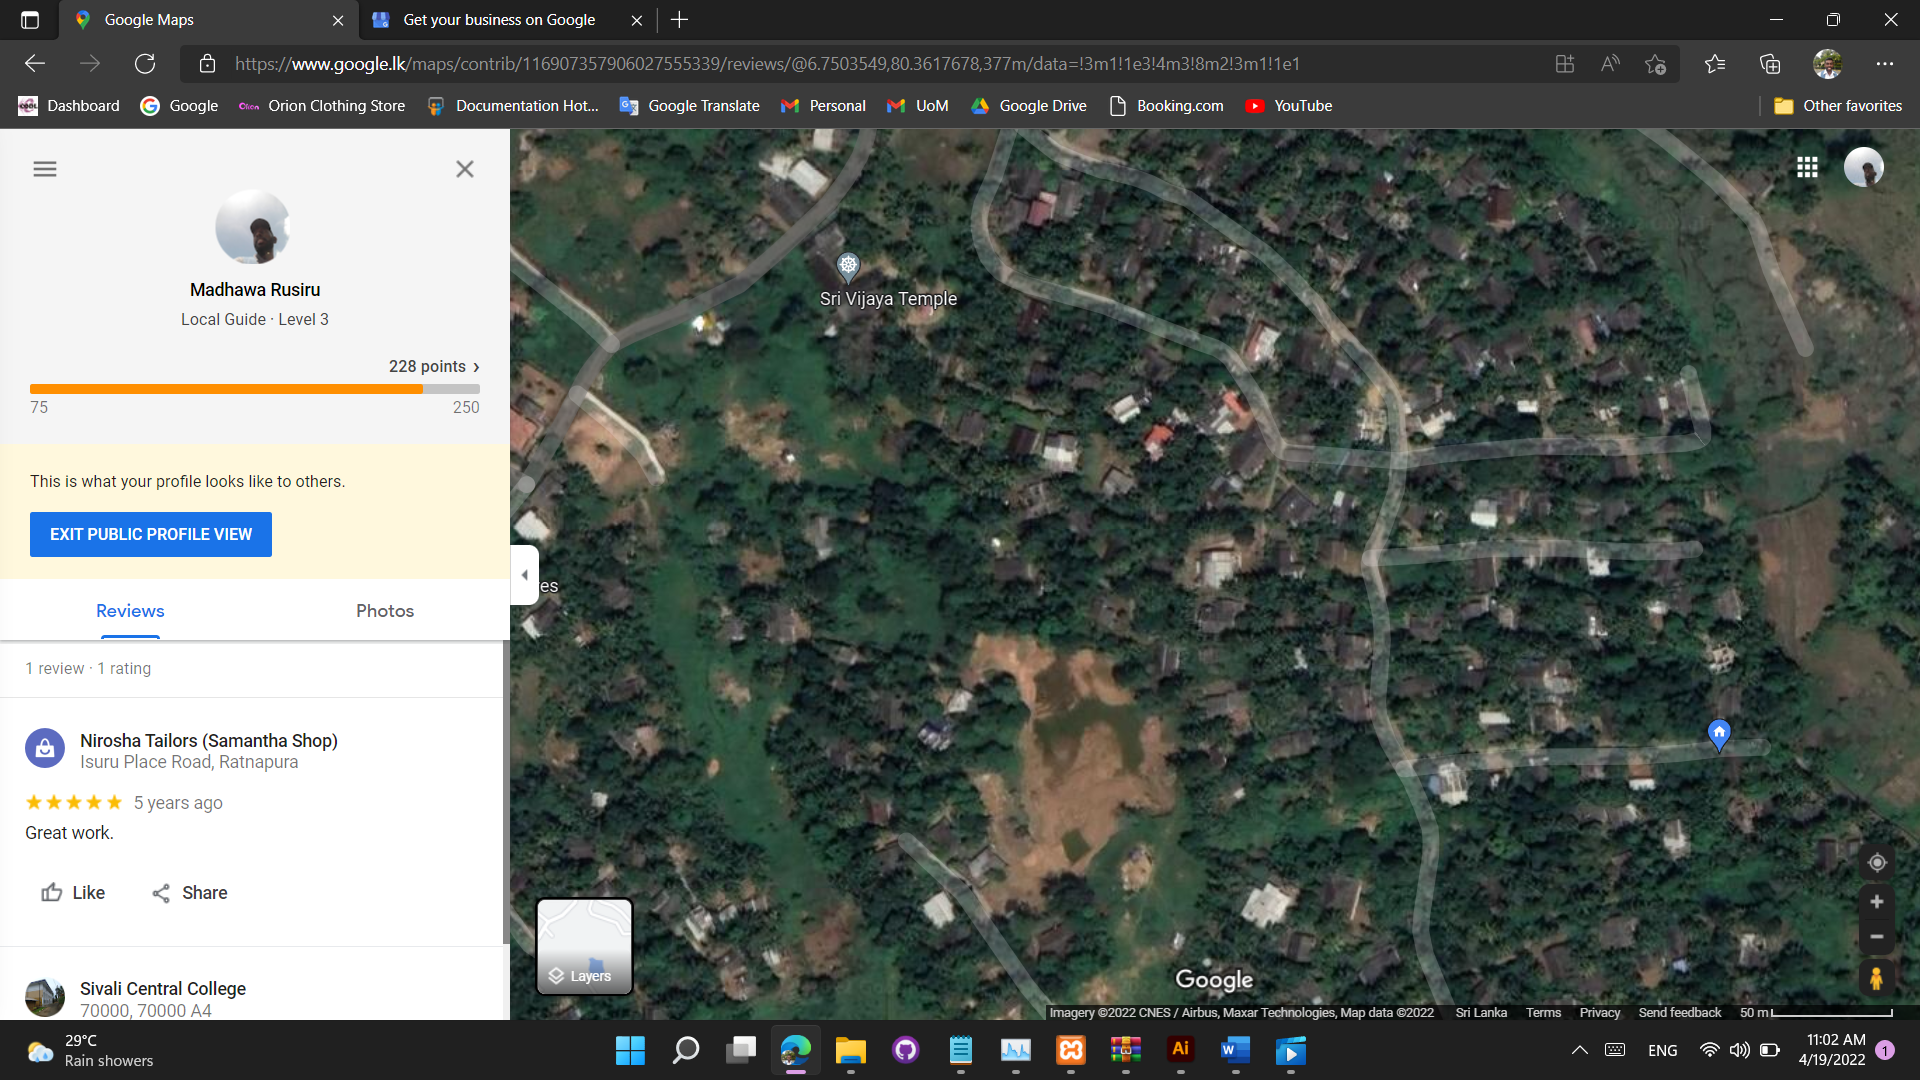 Google Maps
Get your business on Google
https://www.google.lk/maps/contrib/116907357906027555339/reviews/@6.7503549,80.3617678,377m/data=!3m1!1e3!4m3!8m2!3m1!1e1
Dashboard
Google
Orion Clothing Store
Documentation Hot...
Google Translate
Personal
UoM
Google Drive
Booking.com
YouTube
Other favorites
Madhawa Rusiru
Local Guide · Level 3
228 points
75
250
This is what your profile looks like to others.
EXIT PUBLIC PROFILE VIEW
Reviews
Photos
1 review · 1 rating
Nirosha Tailors (Samantha Shop)
Isuru Place Road, Ratnapura
5 years ago
Great work.
Like
Share
Sivali Central College
70000, 70000 A4
Sri Vijaya Temple
es
Layers
Google
Imagery ©2022 CNES / Airbus, Maxar Technologies, Map data ©2022
Sri Lanka
Terms
Privacy
Send feedback
50 m
29°C
Rain showers
Ai
W
ENG
11:02 AM
4/19/2022
1